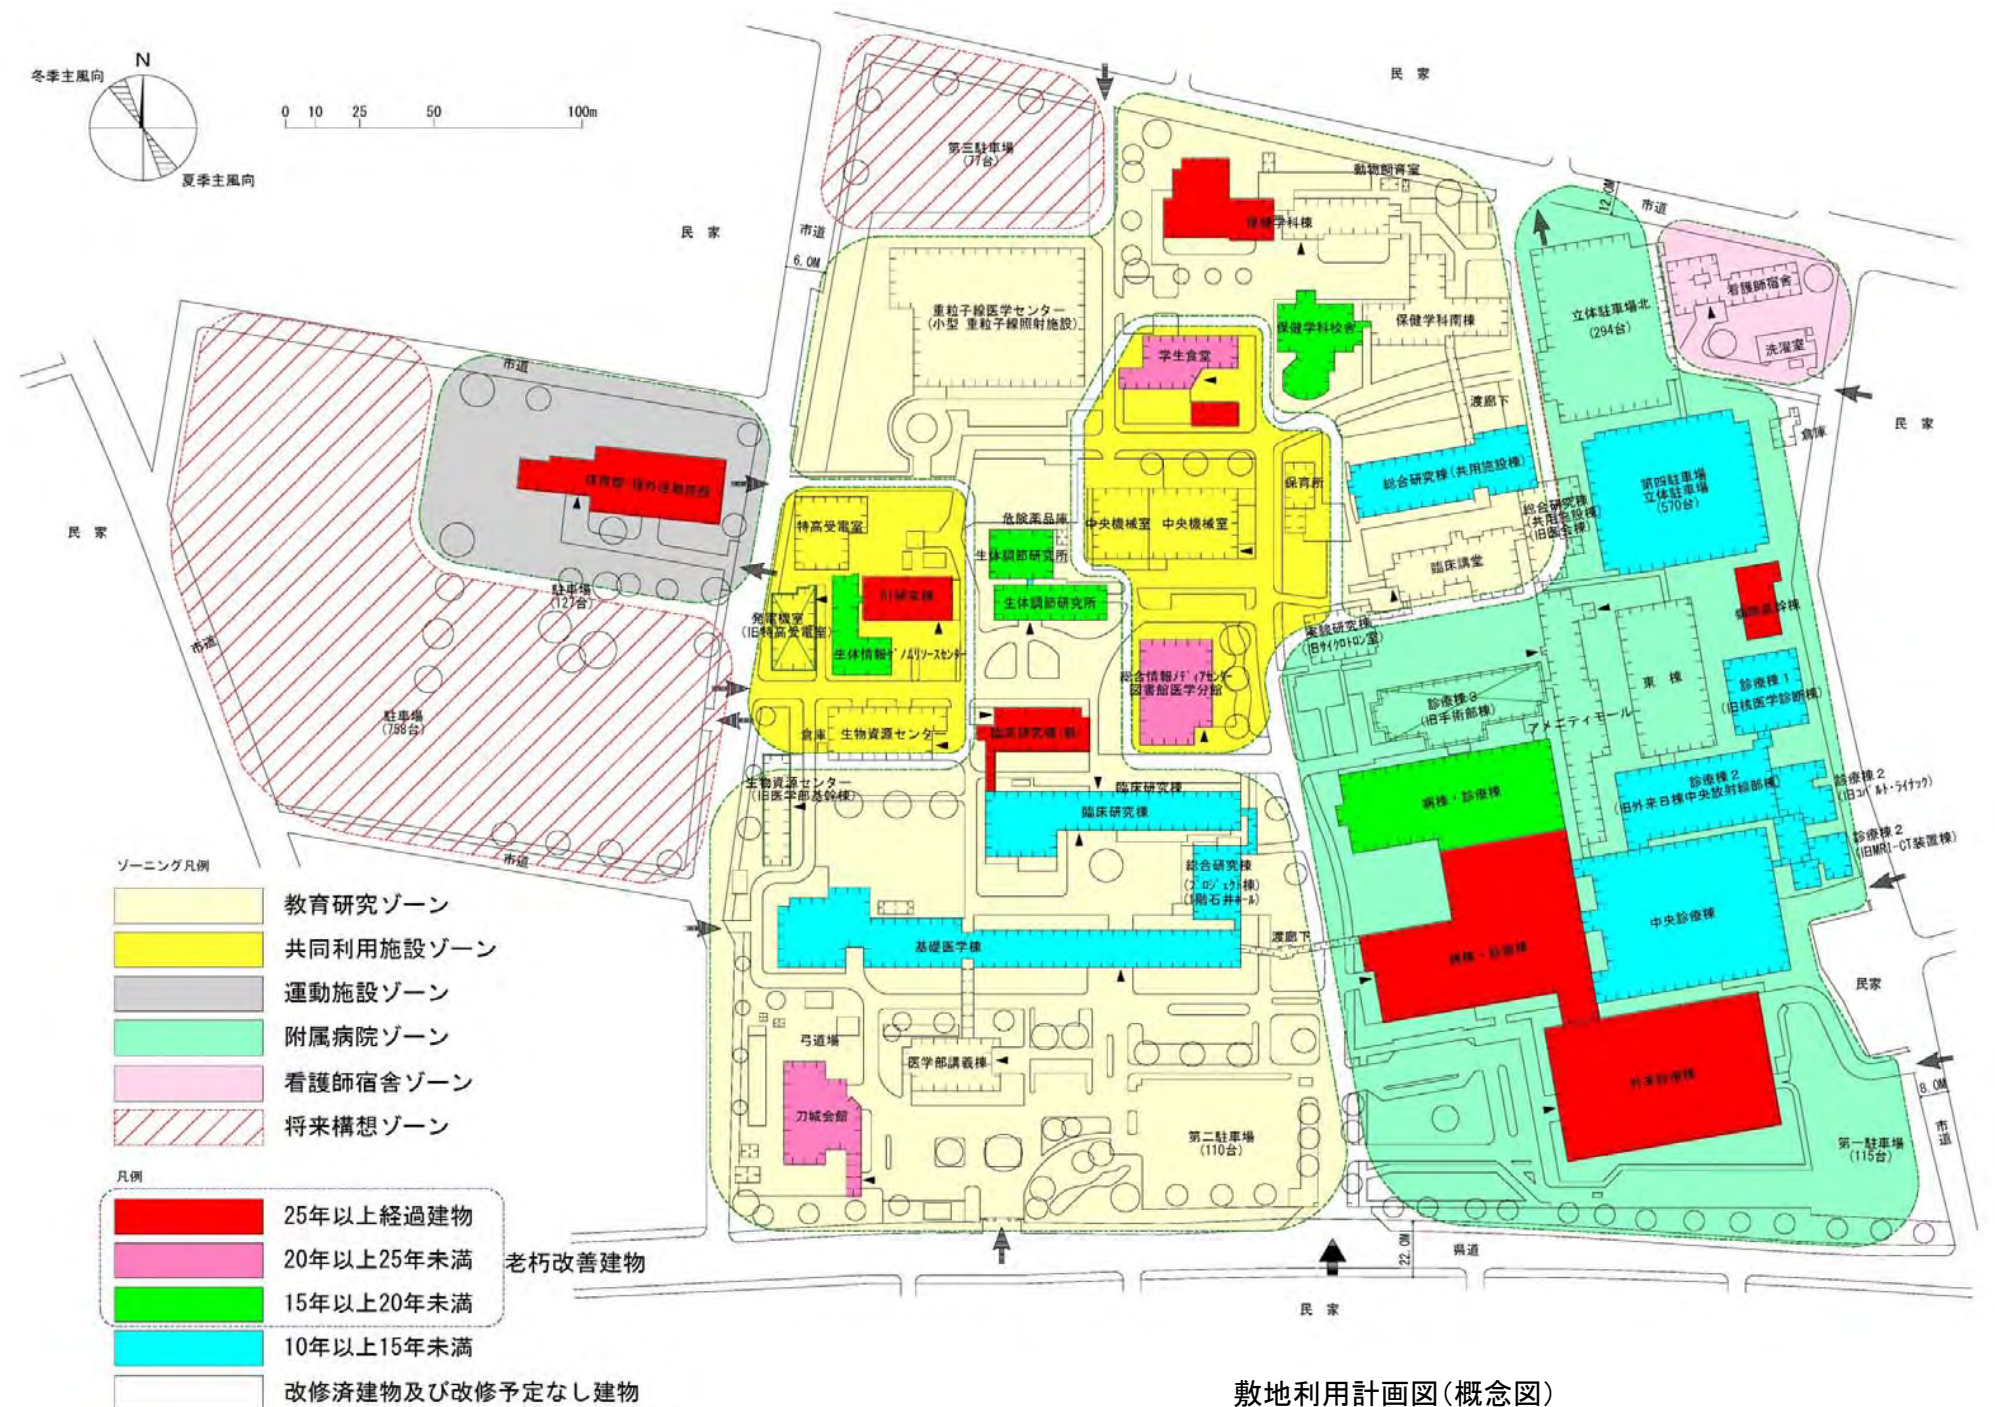 冬季主風向
N
夏季主風向
0 10 25 50 100m
民 家
第三駐車場
(77台)
動物飼育室
保健学科棟
12.0M
市道
民 家
市道
6.0M
重粒子線医学センター
(小型 重粒子線照射施設)
保健学科校舎
保健学科南棟
立体駐車場北
(294台)
看護師宿舎
洗濯室
学生食堂
渡廊下
倉庫
民 家
市道
総合研究棟(共用施設棟)
第四駐車場
立体駐車場
(570台)
保育所
特高受電室
危険薬品庫
中央機械室
中央機械室
総合研究棟
(共用施設棟)
(旧医会棟)
民 家
生体調節研究所
臨床講堂
駐車場
(127台)
RI研究棟
生体調節研究所
発電機室
(旧特高受電室)
生体情報ゲノムリソースセンター
実験研究棟
(旧サイクロトロン室)
市道
総合情報メディアセンター
図書館医学分館
診療棟3
(旧手術部棟)
東 棟
診療棟1
(旧核医学診断棟)
アメニティモール
駐車場
(758台)
倉庫
生物資源センター
生物資源センター
(旧医学部基幹棟)
臨床研究棟
臨床研究棟
病棟・診療棟
診療棟2
(旧外来B棟中央放射線部棟)
診療棟2
(旧コバルト・ライナック)
診療棟2
(旧MRI-CT装置棟)
市道
総合研究棟
(プロジェクト棟)
(1階石井ホール)
中央診療棟
基礎医学棟
渡廊下
病棟・診療棟
民家
弓道場
医学部講義棟
刀城会館
外来診療棟
8.0M
市道
第二駐車場
(110台)
第一駐車場
(115台)
22.0M
県道
民 家
ゾーニング凡例
教育研究ゾーン
共同利用施設ゾーン
運動施設ゾーン
附属病院ゾーン
看護師宿舎ゾーン
将来構想ゾーン
凡例
25年以上経過建物
20年以上25年未満
老朽改善建物
15年以上20年未満
10年以上15年未満
改修済建物及び改修予定なし建物
敷地利用計画図(概念図)